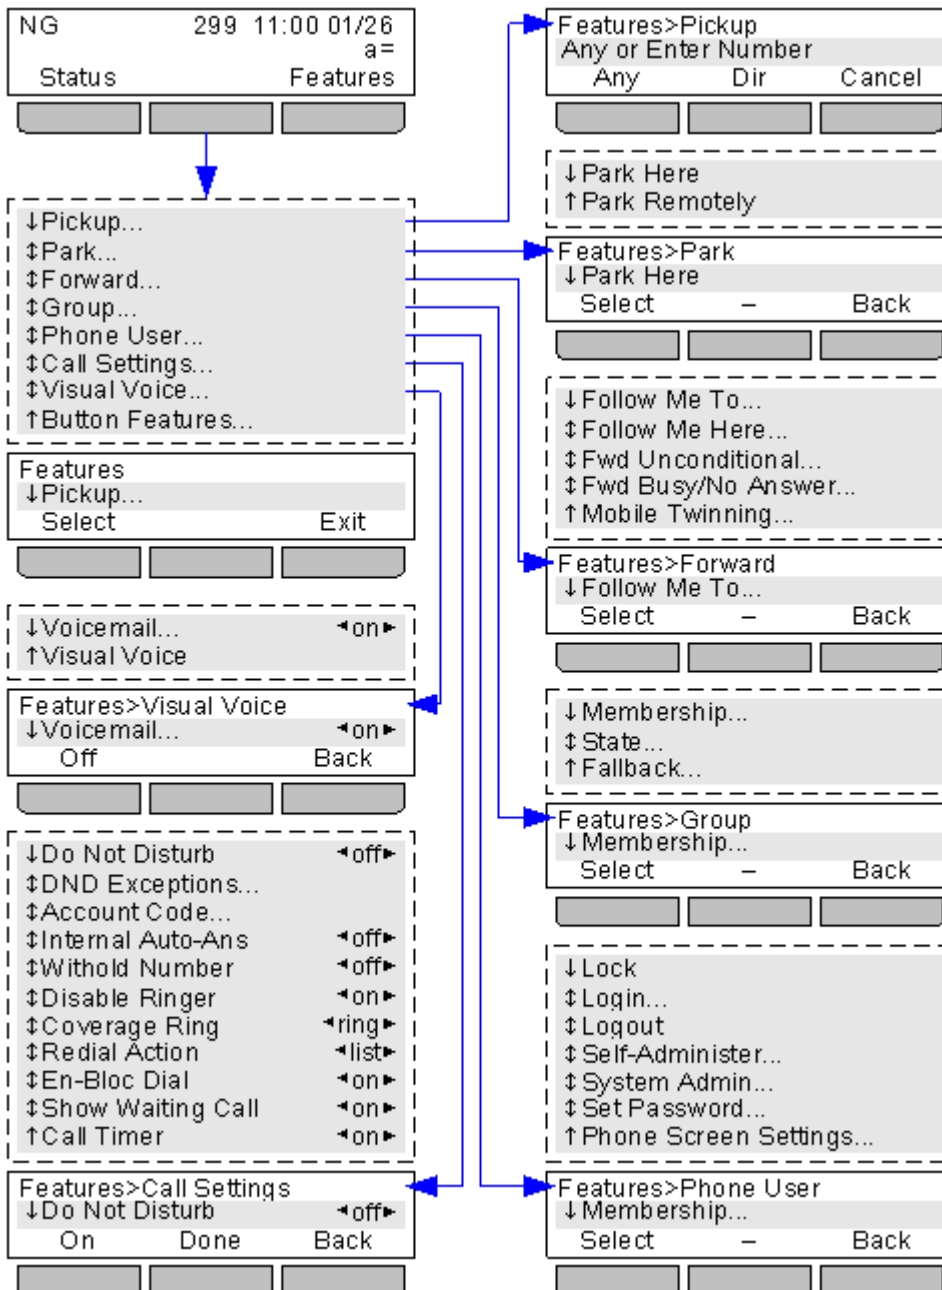 NG 299 11:00 01/26
a=
Status Features
↓Pickup...
↕Park...
↕Forward...
↕Group...
↕Phone User...
↕Call Settings...
↕Visual Voice...
↑Button Features...
Features
↓Pickup...
Select Exit
↓Voicemail... ◄on►
↑Visual Voice
Features>Visual Voice
↓Voicemail... ◄on►
Off Back
↓Do Not Disturb ◄off►
↕DND Exceptions...
↕Account Code...
↕Internal Auto-Ans ◄off►
↕Withold Number ◄off►
↕Disable Ringer ◄on►
↕Coverage Ring ◄ring►
↕Redial Action ◄list►
↕En-Bloc Dial ◄on►
↕Show Waiting Call ◄on►
↑Call Timer ◄on►
Features>Call Settings
↓Do Not Disturb ◄off►
On Done Back
Features>Pickup
Any or Enter Number
Any Dir Cancel
↓Park Here
↑Park Remotely
Features>Park
↓Park Here
Select – Back
↓Follow Me To...
↕Follow Me Here...
↕Fwd Unconditional...
↕Fwd Busy/No Answer...
↑Mobile Twinning...
Features>Forward
↓Follow Me To...
Select – Back
↓Membership...
↕State...
↑Fallback...
Features>Group
↓Membership...
Select – Back
↓Lock
↕Login...
↕Logout
↕Self-Administer...
↕System Admin...
↕Set Password...
↑Phone Screen Settings...
Features>Phone User
↓Membership...
Select – Back